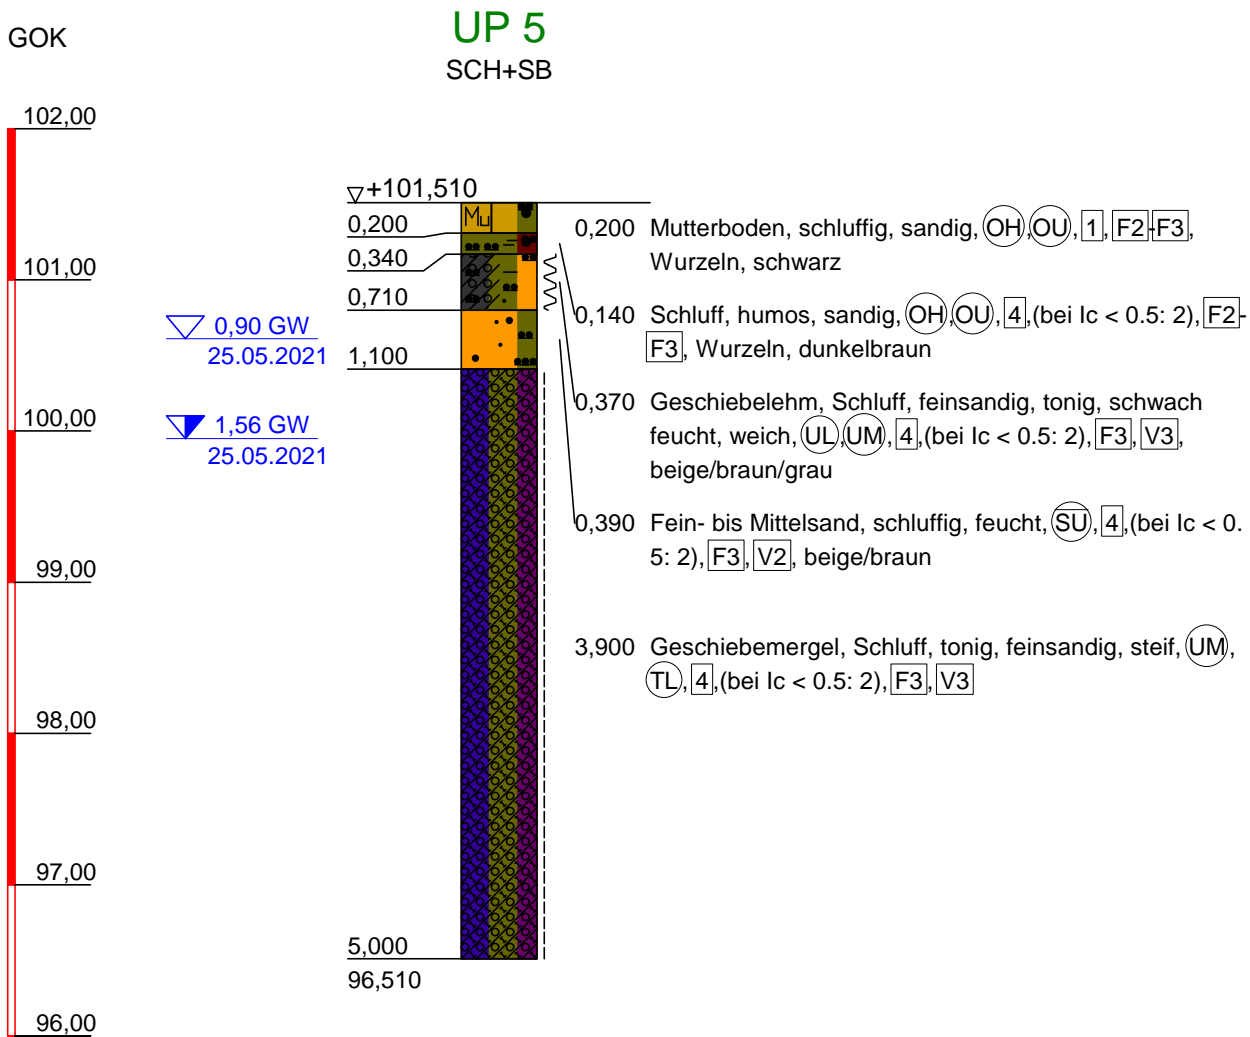 GOK
UP 5
SCH+SB
102,00
101,00
100,00
99,00
98,00
97,00
96,00
0,90 GW
25.05.2021
1,56 GW
25.05.2021
+101,510
0,200
0,340
0,710
1,100
5,000
96,510
Mu
0,200 Mutterboden, schluffig, sandig, OH, OU, 1, F2-F3,
Wurzeln, schwarz
0,140 Schluff, humos, sandig, OH, OU, 4,(bei Ic < 0.5: 2), F2-
F3, Wurzeln, dunkelbraun
0,370 Geschiebelehm, Schluff, feinsandig, tonig, schwach
feucht, weich, UL, UM, 4,(bei Ic < 0.5: 2), F3, V3,
beige/braun/grau
0,390 Fein- bis Mittelsand, schluffig, feucht, S̅U̅, 4,(bei Ic < 0.
5: 2), F3, V2, beige/braun
3,900 Geschiebemergel, Schluff, tonig, feinsandig, steif, UM,
TL, 4,(bei Ic < 0.5: 2), F3, V3